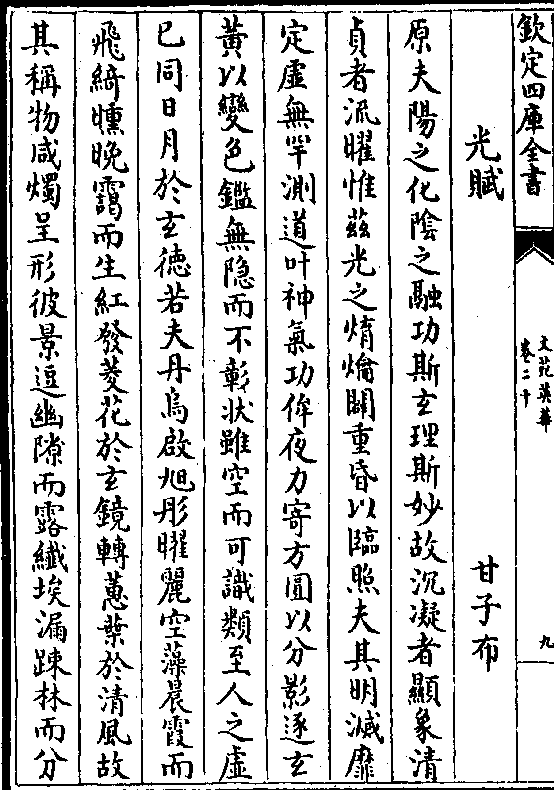 欽定四庫全書
文苑英華
卷二十
九
光賦
甘子布
原夫陽之化陰之融功斯玄理斯妙故沉凝者顯象清
貞者流曜惟茲光之焴爚闢重昏以臨照夫其明滅靡
定虚無罕測道叶神氣功侔夜力寄方圓以分影逐玄
黄以變色鑑無隐而不彰狀雖空而可識類至人之虚
已同日月於玄徳若夫丹烏啟旭彤曜麗空藻晨霞而
飛綺曛晚靄而生紅發菱花於玄鏡轉蕙葉於清風故
其稱物咸燭呈形彼景逗幽隙而露纎埃漏踈林而分